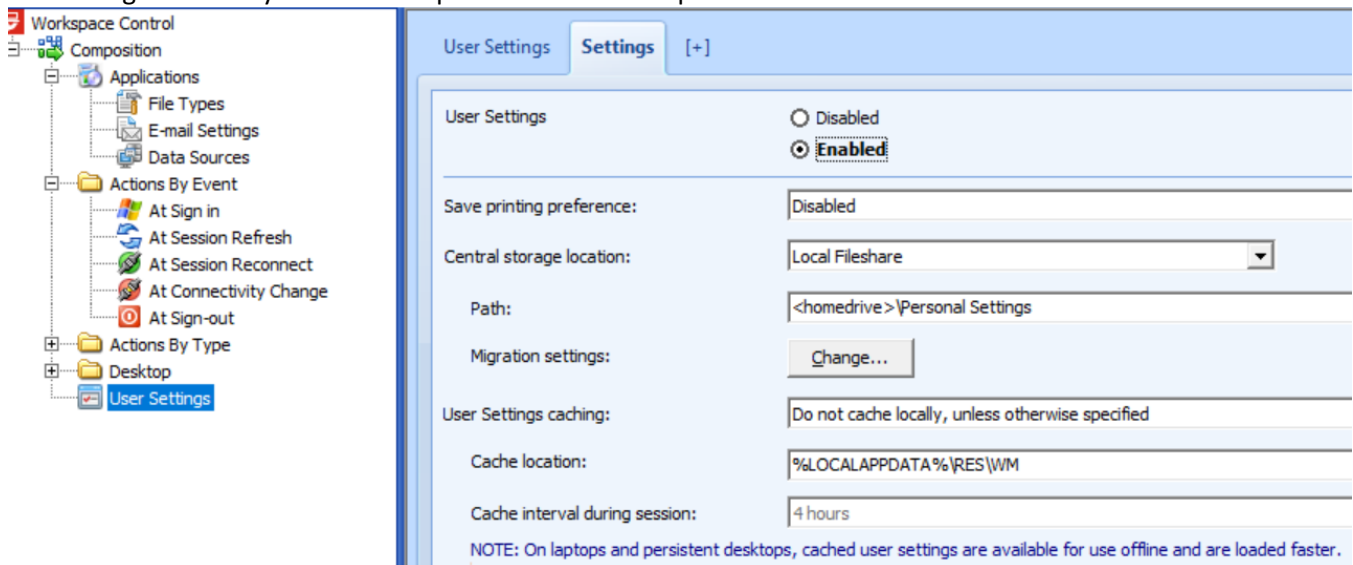 Workspace Control
Composition
Applications
File Types
E-mail Settings
Data Sources
Actions By Event
At Sign in
At Session Refresh
At Session Reconnect
At Connectivity Change
At Sign-out
Actions By Type
Desktop
User Settings
User Settings Settings [+]
User Settings
Disabled
Enabled
Save printing preference: Disabled
Central storage location: Local Fileshare
Path: <homedrive>\Personal Settings
Migration settings: Change...
User Settings caching: Do not cache locally, unless otherwise specified
Cache location: %LOCALAPPDATA%\RES\WM
Cache interval during session: 4 hours
NOTE: On laptops and persistent desktops, cached user settings are available for use offline and are loaded faster.